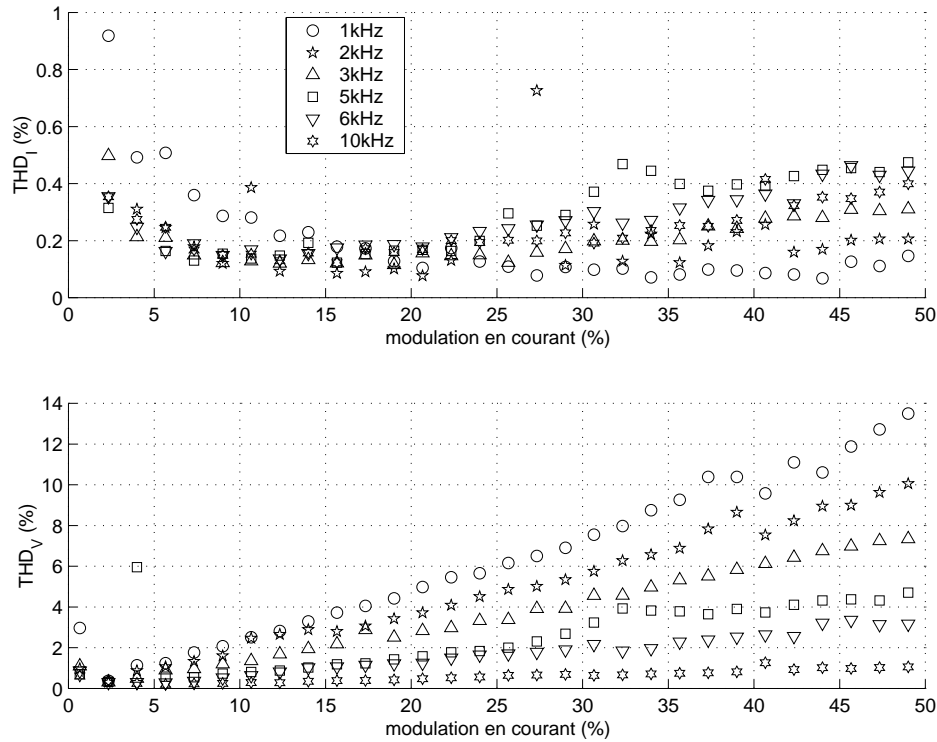 1
0.8
0.6
0.4
0.2
0
THD_I (%)
1kHz
2kHz
3kHz
5kHz
6kHz
10kHz
0 5 10 15 20 25 30 35 40 45 50
modulation en courant (%)
14
12
10
8
6
4
2
0
THD_V (%)
0 5 10 15 20 25 30 35 40 45 50
modulation en courant (%)